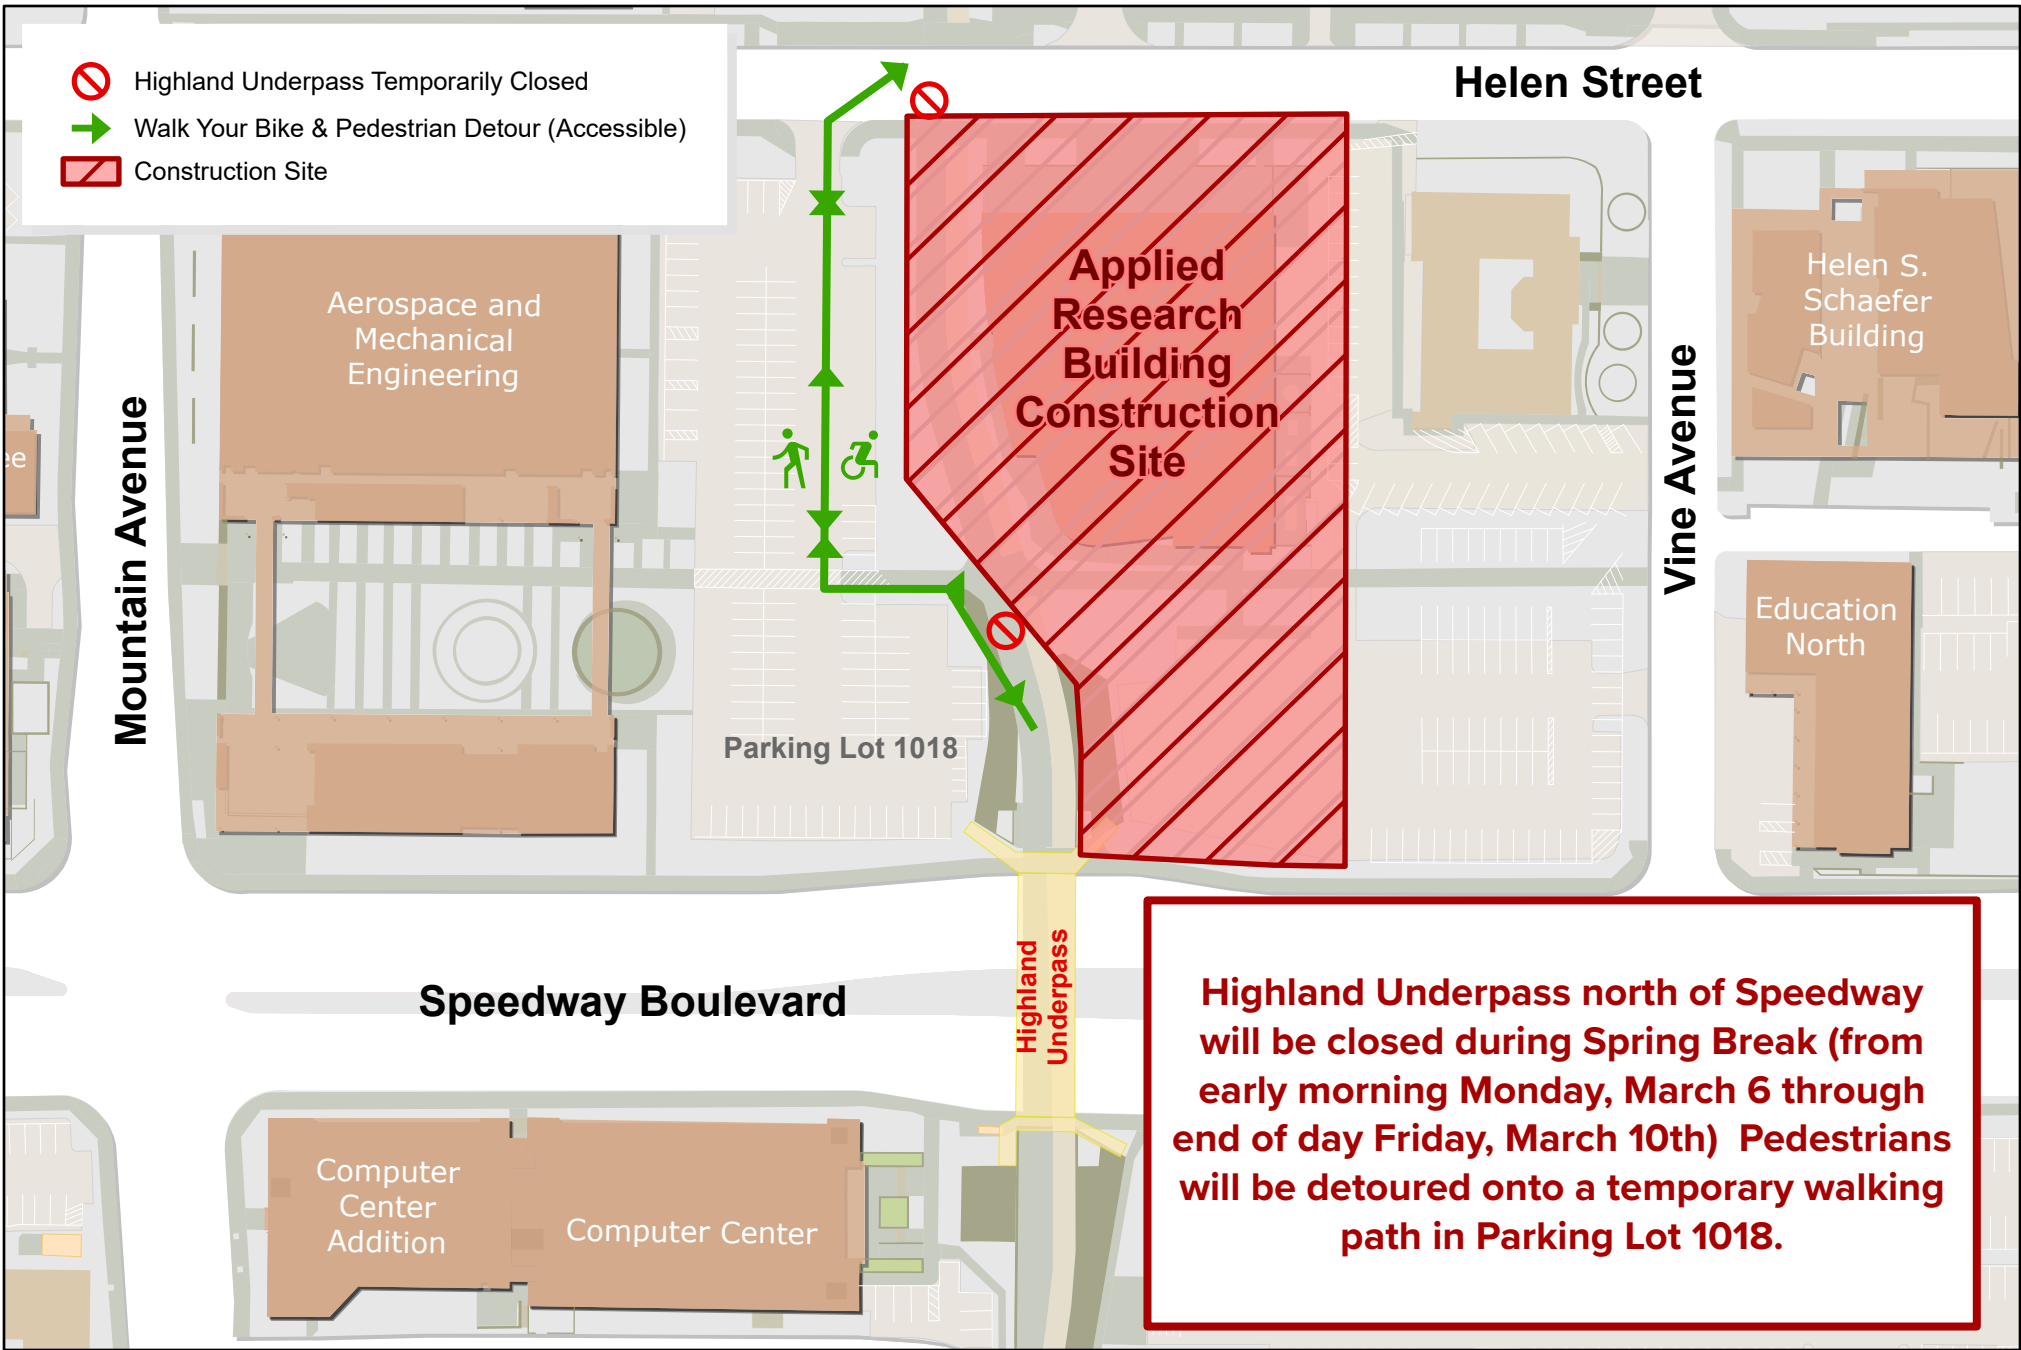 Highland Underpass Temporarily Closed
Walk Your Bike & Pedestrian Detour (Accessible)
Construction Site
Helen Street
Aerospace and
Mechanical
Engineering
Applied
Research
Building
Construction
Site
Helen S.
Schaefer
Building
ee
Mountain Avenue
Vine Avenue
Education
North
Parking Lot 1018
Speedway Boulevard
Highland
Underpass
Highland Underpass north of Speedway
will be closed during Spring Break (from
early morning Monday, March 6 through
end of day Friday, March 10th)  Pedestrians
will be detoured onto a temporary walking
path in Parking Lot 1018.
Computer
Center
Addition
Computer Center